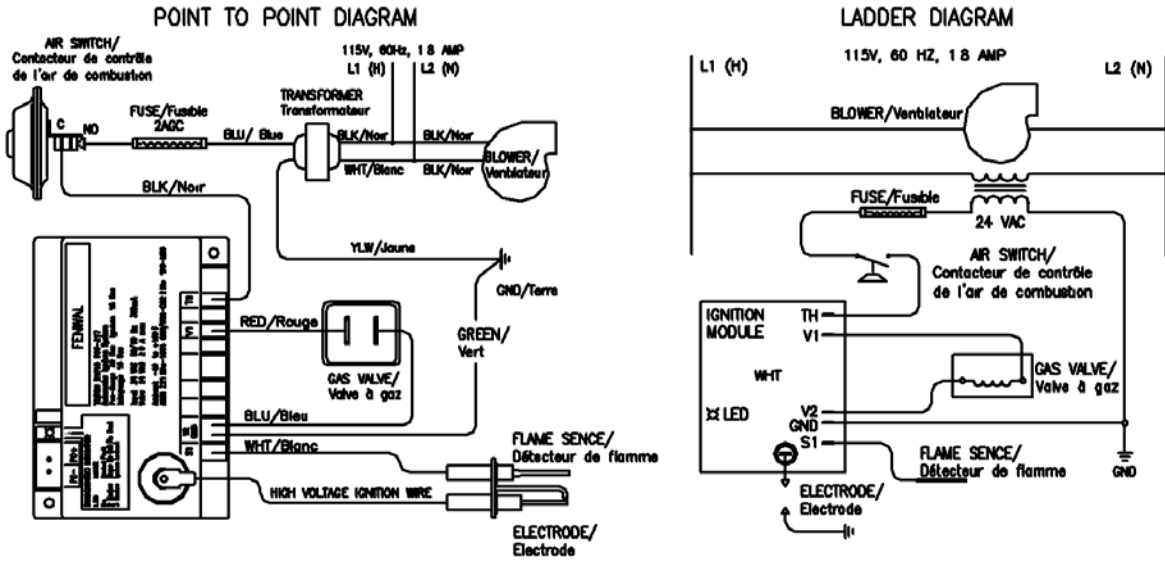 POINT TO POINT DIAGRAM
AIR SWITCH/
Contacteur de contrôle
de l'air de combustion
C
NO
FUSE/Fusible
2AGC
BLU/ Blue
TRANSFORMER
Transformateur
115V, 60Hz, 1 8 AMP
L1 (H)
L2 (N)
BLK/Noir
BLK/Noir
WHT/Blanc
BLK/Noir
BLOWER/
Ventilateur
BLK/Noir
YLW/Jaune
GND/Terre
GREEN/
Vert
FENWAL
TH
V1
RED/Rouge
GAS VALVE/
Valve à gaz
V2
GND
BLU/Bleu
S1
WHT/Blanc
FLAME SENCE/
Détecteur de flamme
HIGH VOLTAGE IGNITION WIRE
ELECTRODE/
Electrode
LADDER DIAGRAM
L1 (H)
115V, 60 HZ, 1 8 AMP
L2 (N)
BLOWER/Ventilateur
FUSE/Fusible
24 VAC
AIR SWITCH/
Contacteur de contrôle
de l'air de combustion
IGNITION
MODULE
TH
V1
WHT
GAS VALVE/
Valve à gaz
LED
V2
GND
S1
FLAME SENCE/
Détecteur de flamme
GND
ELECTRODE/
Electrode